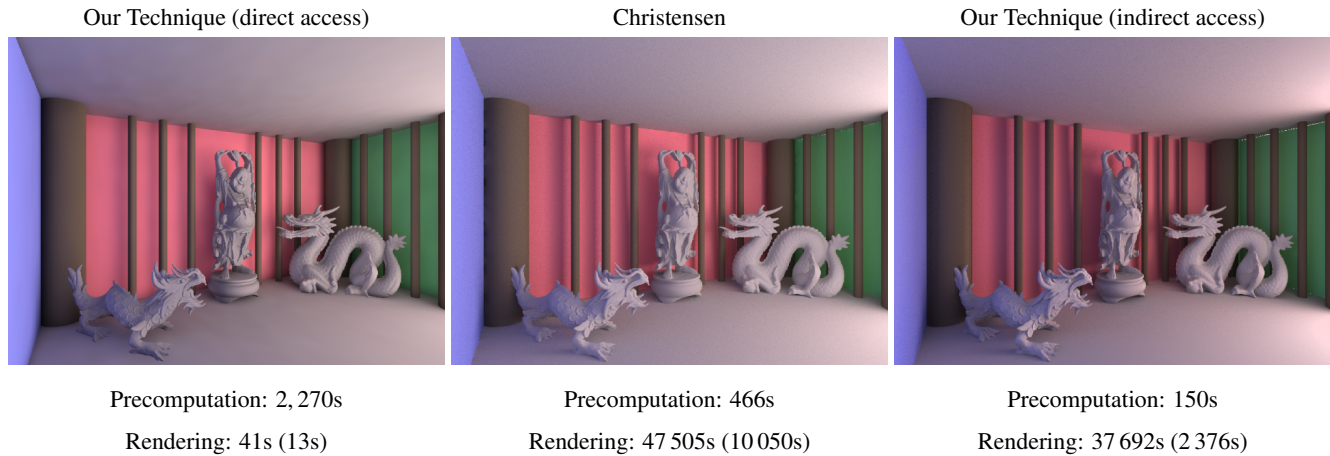 Our Technique (direct access) Christensen Our Technique (indirect access)
Precomputation: 2, 270s Precomputation: 466s Precomputation: 150s
Rendering: 41s (13s) Rendering: 47 505s (10 050s) Rendering: 37 692s (2 376s)